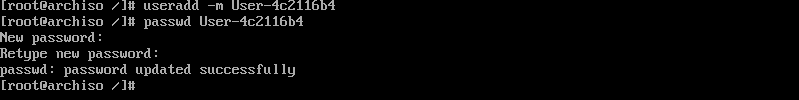 [root@archiso /]# useradd -m User-4c2116b4
[root@archiso /]# passwd User-4c2116b4
New password:
Retype new password:
passwd: password updated successfully
[root@archiso /]#